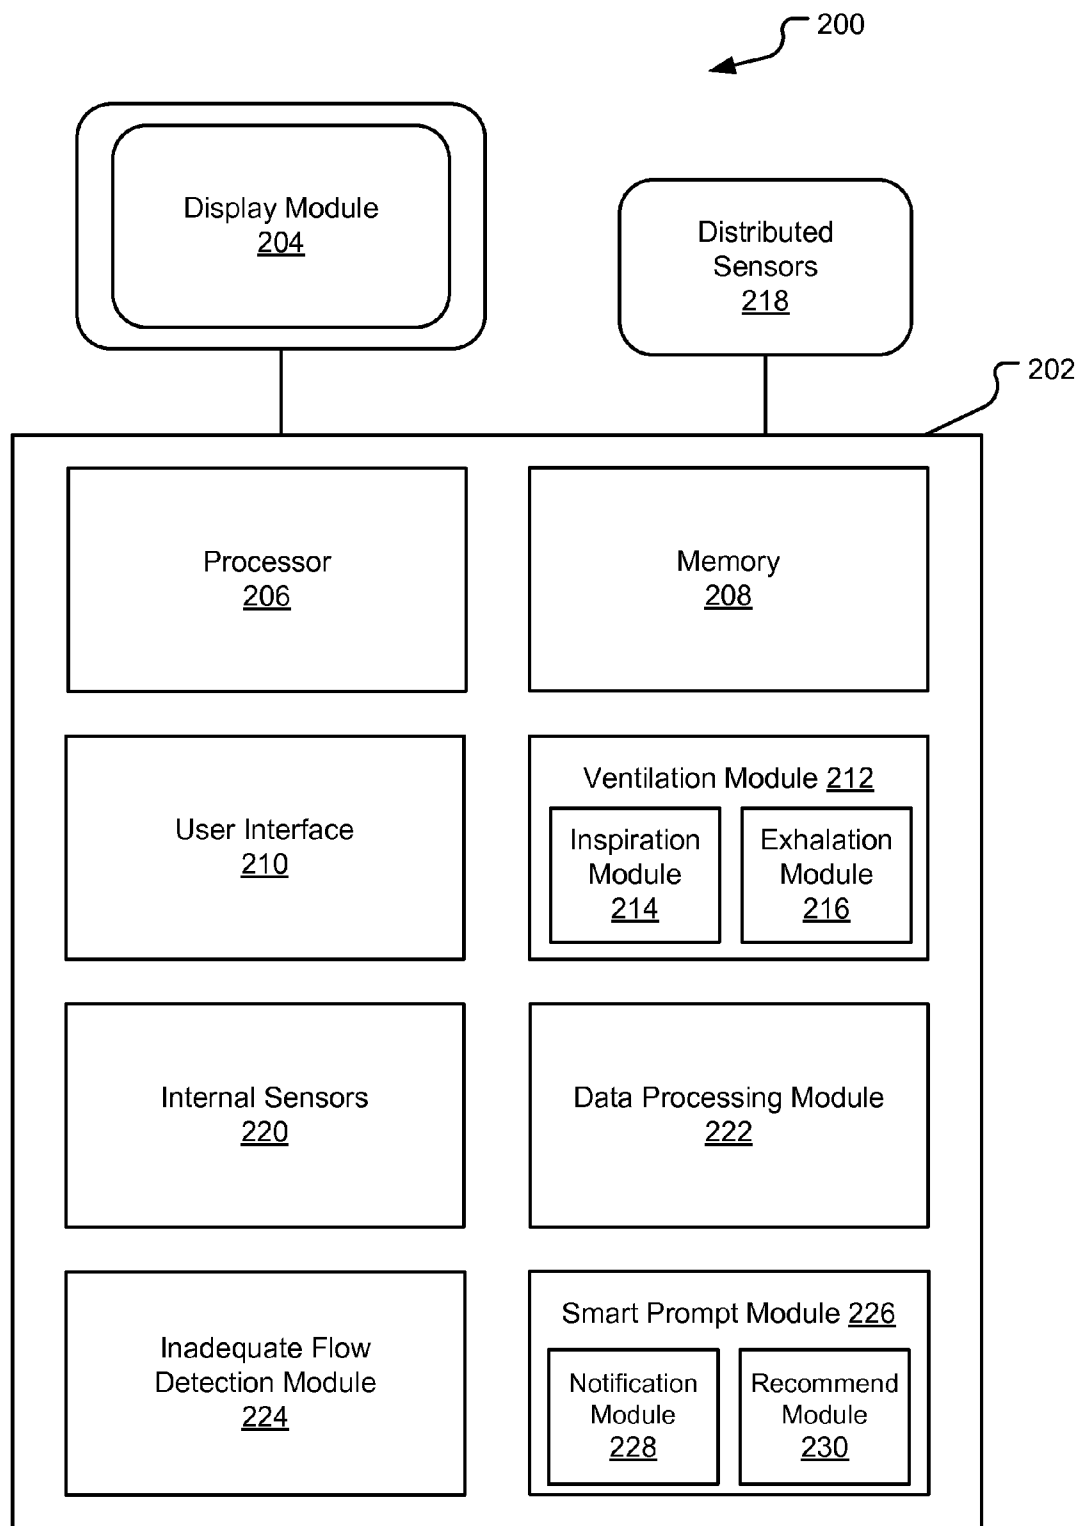 200
Display Module
204
Distributed
Sensors
218
202
Processor
206
Memory
208
User Interface
210
Ventilation Module 212
Inspiration
Module
214
Exhalation
Module
216
Internal Sensors
220
Data Processing Module
222
Inadequate Flow
Detection Module
224
Smart Prompt Module 226
Notification
Module
228
Recommend
Module
230